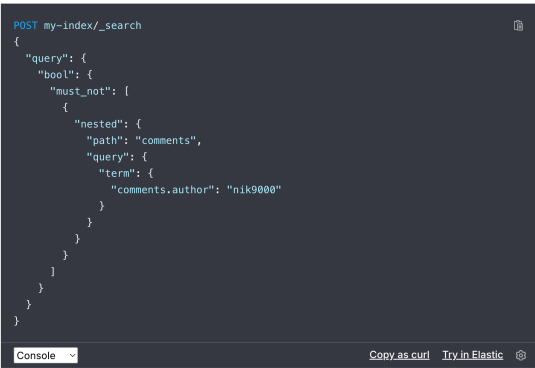 POST my-index/_search
{
  "query": {
    "bool": {
      "must_not": [
        {
          "nested": {
            "path": "comments",
            "query": {
              "term": {
                "comments.author": "nik9000"
              }
            }
          }
        }
      ]
    }
  }
}
Console Copy as curl Try in Elastic